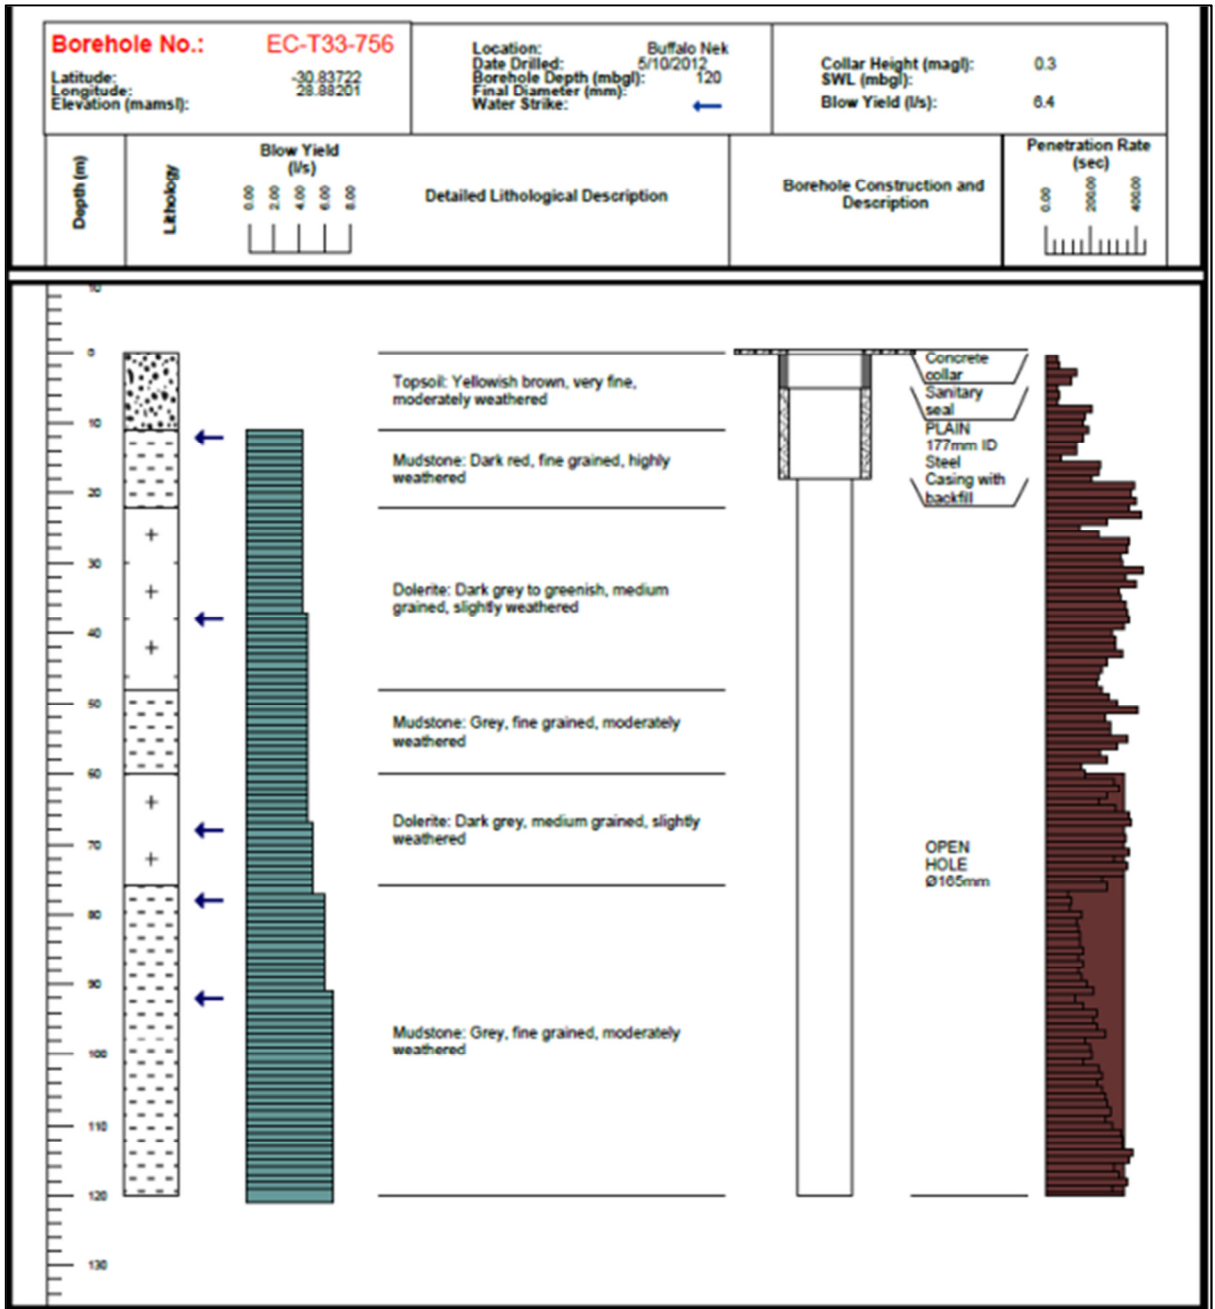 Borehole No.: EC-T33-756
Latitude: -30.83722
Longitude: 28.88201
Elevation (mamsl):
Location: Buffalo Nek
Date Drilled: 5/10/2012
Borehole Depth (mbgl): 120
Final Diameter (mm):
Water Strike:
Collar Height (magl): 0.3
SWL (mbgl):
Blow Yield (l/s): 6.4
Depth (m)
Lithology
Blow Yield
(l/s)
0.00 2.00 4.00 6.00 8.00
Detailed Lithological Description
Borehole Construction and
Description
Penetration Rate
(sec)
0.00 200.00 400.00
10
0
10
20
30
40
50
60
70
80
90
100
110
120
130
Topsoil: Yellowish brown, very fine,
moderately weathered
Mudstone: Dark red, fine grained, highly
weathered
Dolerite: Dark grey to greenish, medium
grained, slightly weathered
Mudstone: Grey, fine grained, moderately
weathered
Dolerite: Dark grey, medium grained, slightly
weathered
Mudstone: Grey, fine grained, moderately
weathered
Concrete
collar
Sanitary
seal
PLAIN
177mm ID
Steel
Casing with
backfill
OPEN
HOLE
Ø165mm